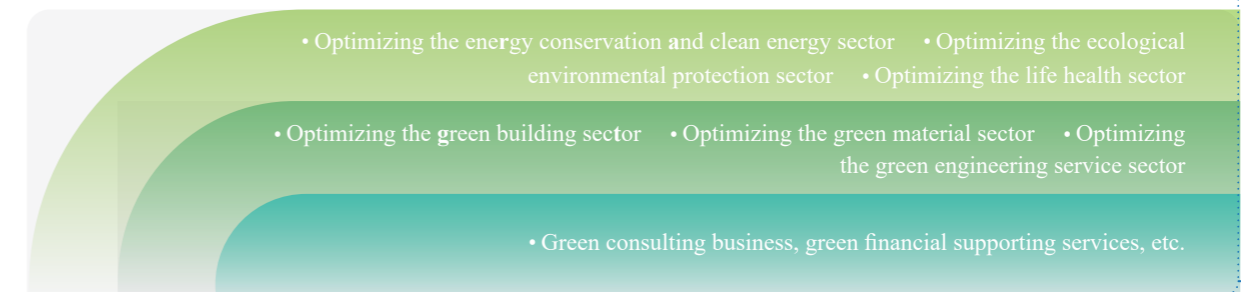 • Optimizing the energy conservation and clean energy sector • Optimizing the ecological
environmental protection sector • Optimizing the life health sector
• Optimizing the green building sector • Optimizing the green material sector • Optimizing
the green engineering service sector
• Green consulting business, green financial supporting services, etc.